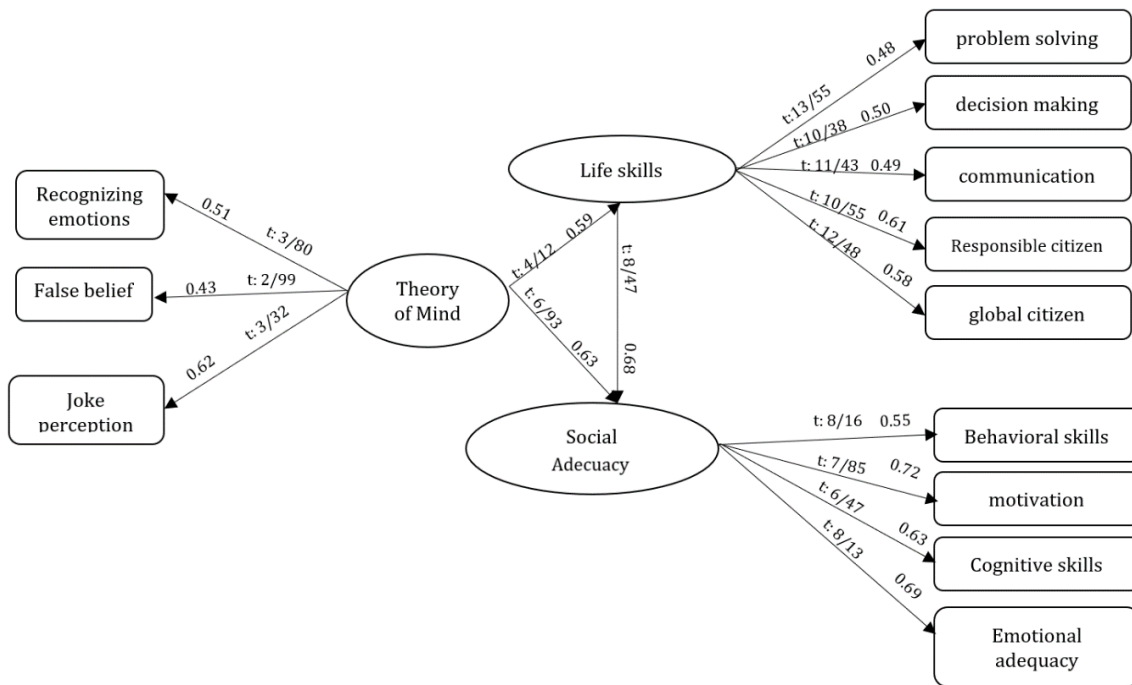 Recognizing
emotions
False belief
Joke
perception
0.51
t: 3/80
0.43
t: 2/99
0.62
t: 3/32
Theory
of Mind
t: 4/12 0.59
t: 6/93 0.63
Life skills
t: 8/47 0.68
Social
Adecuacy
t:13/55 0.48
t:10/38 0.50
t: 11/43 0.49
t: 10/55 0.61
t: 12/48 0.58
problem solving
decision making
communication
Responsible citizen
global citizen
t: 8/16 0.55
t: 7/85 0.72
t: 6/47 0.63
t: 8/13 0.69
Behavioral skills
motivation
Cognitive skills
Emotional
adequacy